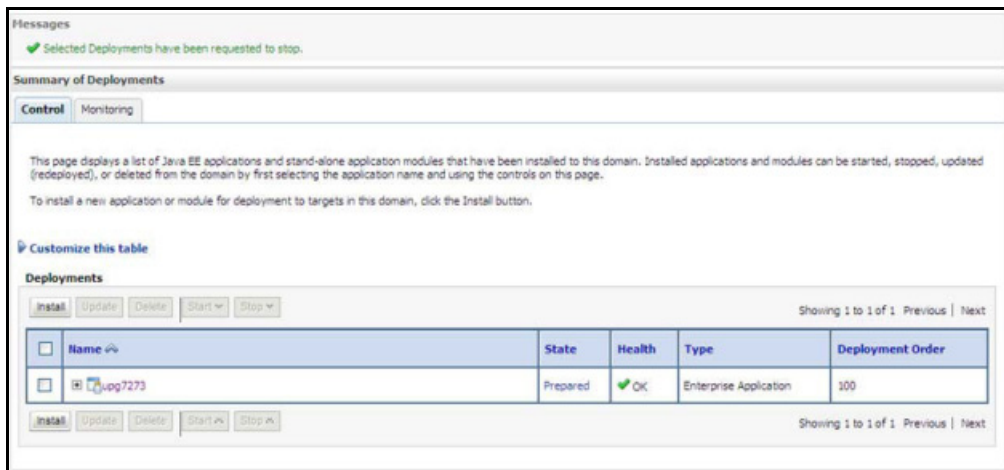 Messages
Selected Deployments have been requested to stop.
Summary of Deployments
Control Monitoring
This page displays a list of Java EE applications and stand-alone application modules that have been installed to this domain. Installed applications and modules can be started, stopped, updated
(redeployed), or deleted from the domain by first selecting the application name and using the controls on this page.
To install a new application or module for deployment to targets in this domain, click the Install button.
Customize this table
Deployments
Install Update Delete Start Stop Showing 1 to 1 of 1 Previous | Next
Name State Health Type Deployment Order
upg7273 Prepared OK Enterprise Application 100
Install Update Delete Start Stop Showing 1 to 1 of 1 Previous | Next